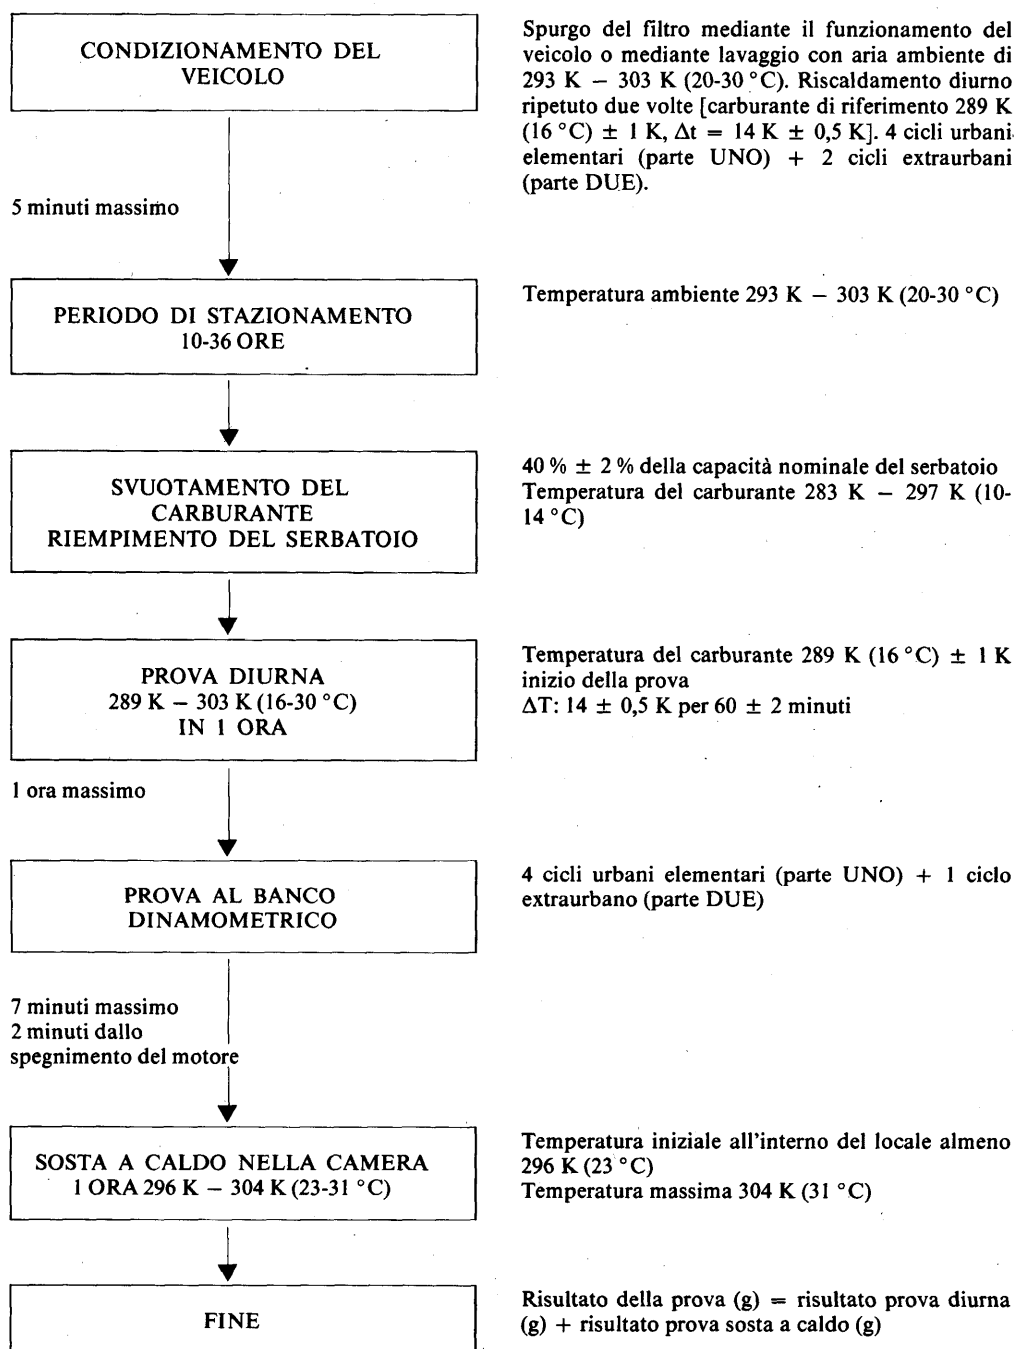 CONDIZIONAMENTO DEL
VEICOLO
Spurgo del filtro mediante il funzionamento del
veicolo o mediante lavaggio con aria ambiente di
293 K – 303 K (20-30 °C). Riscaldamento diurno
ripetuto due volte [carburante di riferimento 289 K
(16 °C) ± 1 K, Δt = 14 K ± 0,5 K]. 4 cicli urbani
elementari (parte UNO) + 2 cicli extraurbani
(parte DUE).
5 minuti massimo
PERIODO DI STAZIONAMENTO
10-36 ORE
Temperatura ambiente 293 K – 303 K (20-30 °C)
SVUOTAMENTO DEL
CARBURANTE
RIEMPIMENTO DEL SERBATOIO
40 % ± 2 % della capacità nominale del serbatoio
Temperatura del carburante 283 K – 297 K (10-
14 °C)
PROVA DIURNA
289 K – 303 K (16-30 °C)
IN 1 ORA
Temperatura del carburante 289 K (16 °C) ± 1 K
inizio della prova
ΔT: 14 ± 0,5 K per 60 ± 2 minuti
1 ora massimo
PROVA AL BANCO
DINAMOMETRICO
4 cicli urbani elementari (parte UNO) + 1 ciclo
extraurbano (parte DUE)
7 minuti massimo
2 minuti dallo
spegnimento del motore
SOSTA A CALDO NELLA CAMERA
1 ORA 296 K – 304 K (23-31 °C)
Temperatura iniziale all'interno del locale almeno
296 K (23 °C)
Temperatura massima 304 K (31 °C)
FINE
Risultato della prova (g) = risultato prova diurna
(g) + risultato prova sosta a caldo (g)